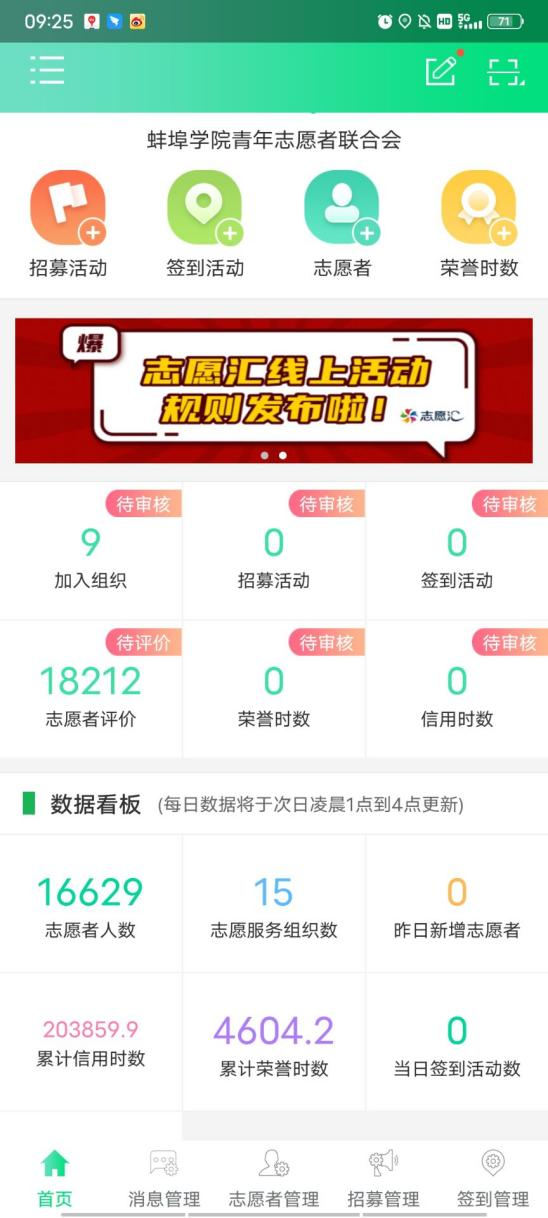 09:25
HD 5G 71
蚌埠学院青年志愿者联合会
招募活动 签到活动 志愿者 荣誉时数
爆
志愿汇线上活动
规则发布啦！
志愿汇
待审核 待审核 待审核
9 0 0
加入组织 招募活动 签到活动
待评价 待审核 待审核
18212 0 0
志愿者评价 荣誉时数 信用时数
数据看板 (每日数据将于次日凌晨1点到4点更新)
16629 15 0
志愿者人数 志愿服务组织数 昨日新增志愿者
203859.9 4604.2 0
累计信用时数 累计荣誉时数 当日签到活动数
首页 消息管理 志愿者管理 招募管理 签到管理